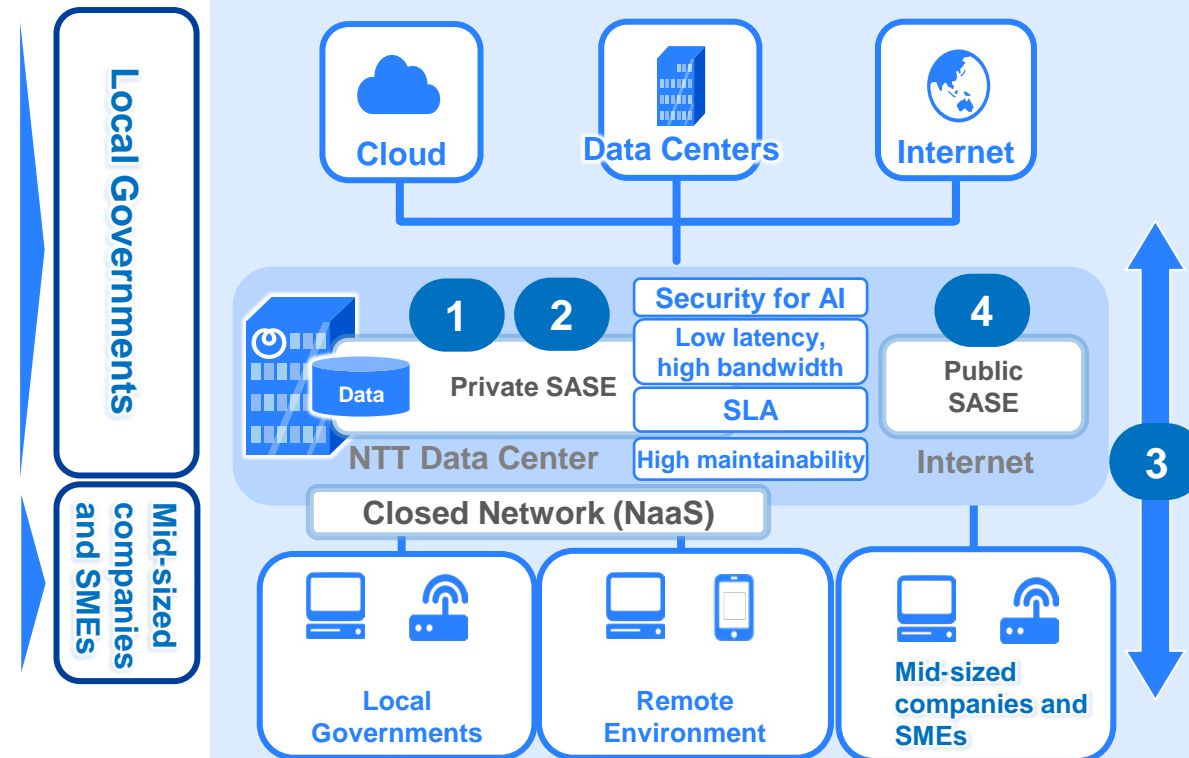 Local Governments
Mid-sized
companies
and SMEs
Cloud
Data Centers
Internet
1
2
Security for AI
Low latency,
high bandwidth
SLA
High maintainability
4
Data
Private SASE
Public
SASE
NTT Data Center
Internet
3
Closed Network (NaaS)
Local
Governments
Remote
Environment
Mid-sized
companies and
SMEs